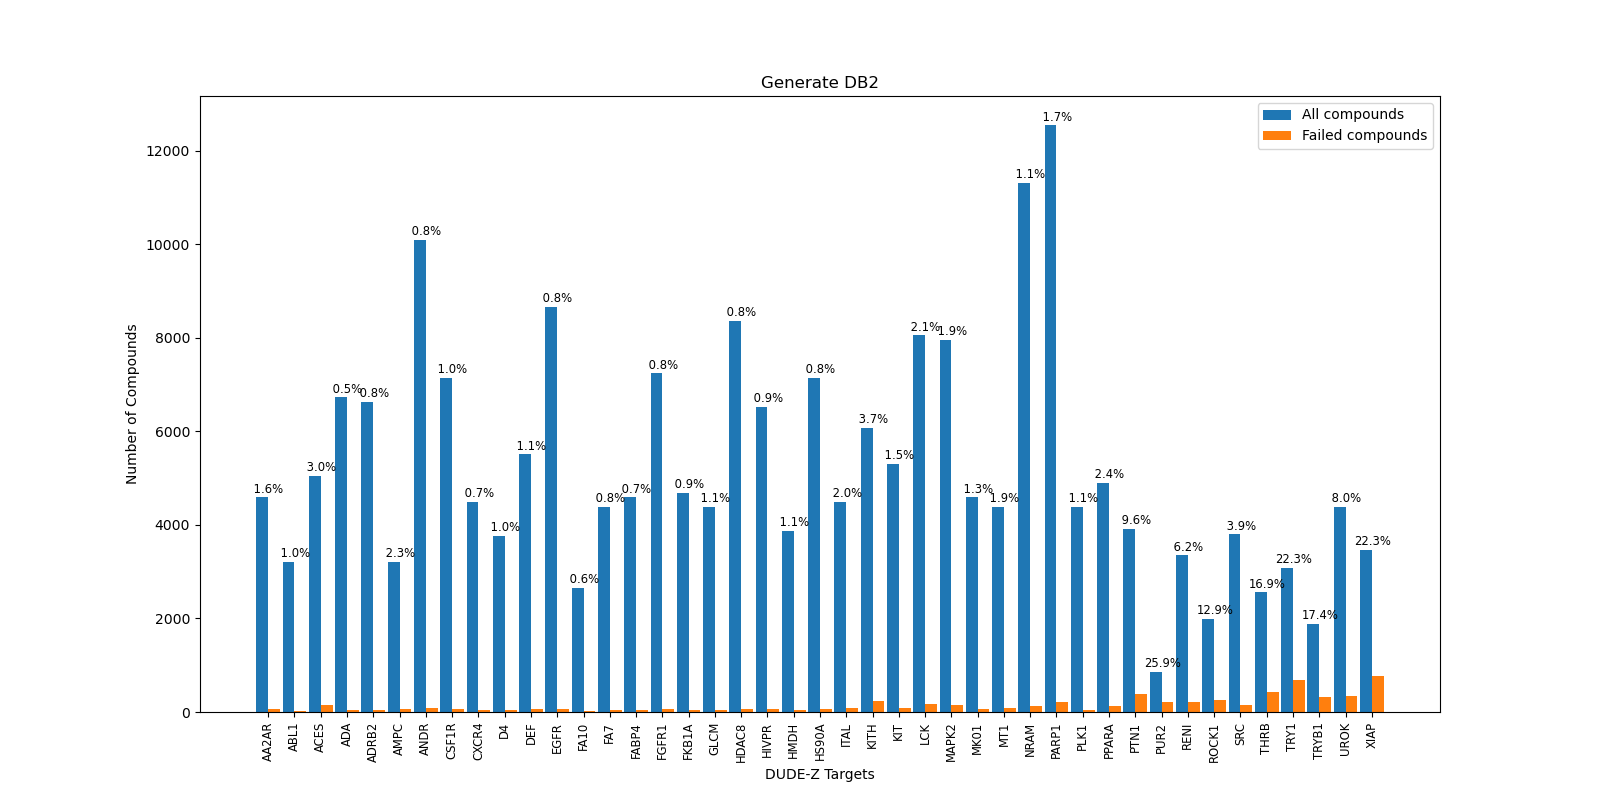 Generate DB2
All compounds
Failed compounds
Number of Compounds
12000
10000
8000
6000
4000
2000
0
1.6% 1.0% 3.0% 0.5% 0.8% 2.3% 0.8% 1.0% 0.7% 1.0% 1.1% 0.8% 0.6% 0.8% 0.7% 0.8% 0.9% 1.1% 0.8% 0.9% 1.1% 0.8% 2.0% 3.7% 1.5% 2.1% 1.9% 1.3% 1.9% 1.1% 1.7% 1.1% 2.4% 9.6% 25.9% 6.2% 12.9% 3.9% 16.9% 22.3% 17.4% 8.0% 22.3%
AA2AR ABL1 ACES ADA ADRB2 AMPC ANDR CSF1R CXCR4 D4 DEF EGFR FA10 FA7 FABP4 FGFR1 FKB1A GLCM HDAC8 HIVPR HMDH HS90A ITAL KITH KIT LCK MAPK2 MK01 MT1 NRAM PARP1 PLK1 PPARA PTN1 PUR2 RENI ROCK1 SRC THRB TRY1 TRYB1 UROK XIAP
DUDE-Z Targets